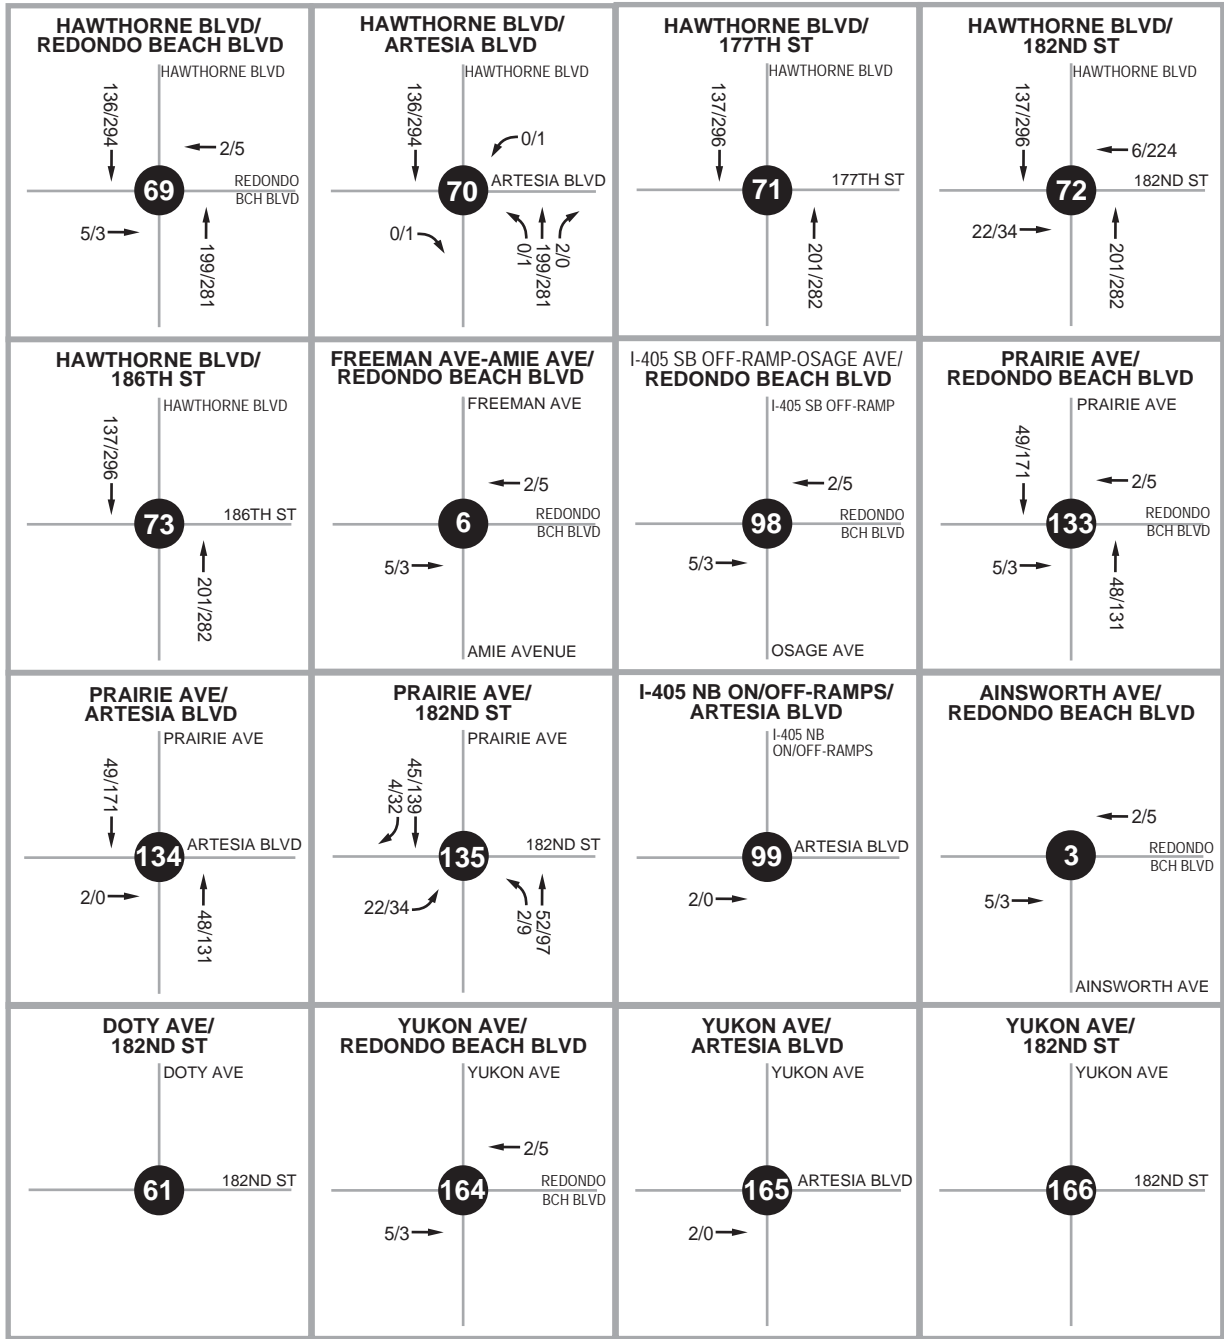 HAWTHORNE BLVD/
REDONDO BEACH BLVD
HAWTHORNE BLVD
136/294
2/5
69
REDONDO
BCH BLVD
5/3
199/281
HAWTHORNE BLVD/
ARTESIA BLVD
HAWTHORNE BLVD
136/294
0/1
70
ARTESIA BLVD
0/1
0/1
199/281
2/0
HAWTHORNE BLVD/
177TH ST
HAWTHORNE BLVD
137/296
71
177TH ST
201/282
HAWTHORNE BLVD/
182ND ST
HAWTHORNE BLVD
137/296
6/224
72
182ND ST
22/34
201/282
HAWTHORNE BLVD/
186TH ST
HAWTHORNE BLVD
137/296
73
186TH ST
201/282
FREEMAN AVE-AMIE AVE/
REDONDO BEACH BLVD
FREEMAN AVE
2/5
6
REDONDO
BCH BLVD
5/3
AMIE AVENUE
I-405 SB OFF-RAMP-OSAGE AVE/
REDONDO BEACH BLVD
I-405 SB OFF-RAMP
2/5
98
REDONDO
BCH BLVD
5/3
OSAGE AVE
PRAIRIE AVE/
REDONDO BEACH BLVD
PRAIRIE AVE
49/171
2/5
133
REDONDO
BCH BLVD
5/3
48/131
PRAIRIE AVE/
ARTESIA BLVD
PRAIRIE AVE
49/171
134
ARTESIA BLVD
2/0
48/131
PRAIRIE AVE/
182ND ST
PRAIRIE AVE
4/32
45/139
135
182ND ST
22/34
2/9
52/97
I-405 NB ON/OFF-RAMPS/
ARTESIA BLVD
I-405 NB
ON/OFF-RAMPS
99
ARTESIA BLVD
2/0
AINSWORTH AVE/
REDONDO BEACH BLVD
2/5
3
REDONDO
BCH BLVD
5/3
AINSWORTH AVE
DOTY AVE/
182ND ST
DOTY AVE
61
182ND ST
YUKON AVE/
REDONDO BEACH BLVD
YUKON AVE
2/5
164
REDONDO
BCH BLVD
5/3
YUKON AVE/
ARTESIA BLVD
YUKON AVE
165
ARTESIA BLVD
2/0
YUKON AVE/
182ND ST
YUKON AVE
166
182ND ST